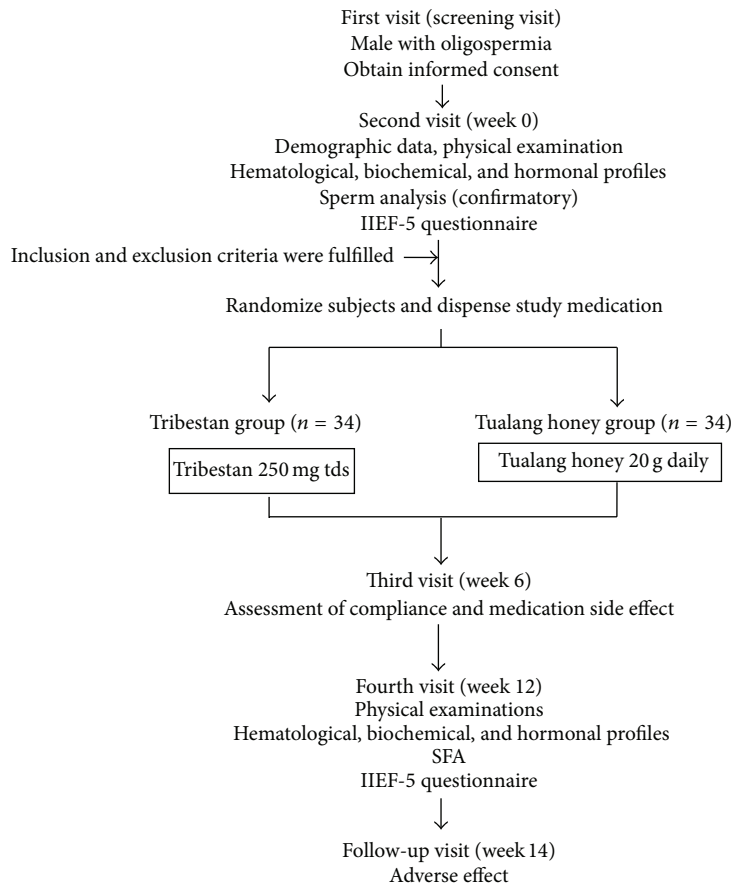 First visit (screening visit)
Male with oligospermia
Obtain informed consent
Second visit (week 0)
Demographic data, physical examination
Hematological, biochemical, and hormonal profiles
Sperm analysis (confirmatory)
IIEF-5 questionnaire
Inclusion and exclusion criteria were fulfilled
Randomize subjects and dispense study medication
Tribestan group (n = 34)
Tribestan 250 mg tds
Tualang honey group (n = 34)
Tualang honey 20 g daily
Third visit (week 6)
Assessment of compliance and medication side effect
Fourth visit (week 12)
Physical examinations
Hematological, biochemical, and hormonal profiles
SFA
IIEF-5 questionnaire
Follow-up visit (week 14)
Adverse effect